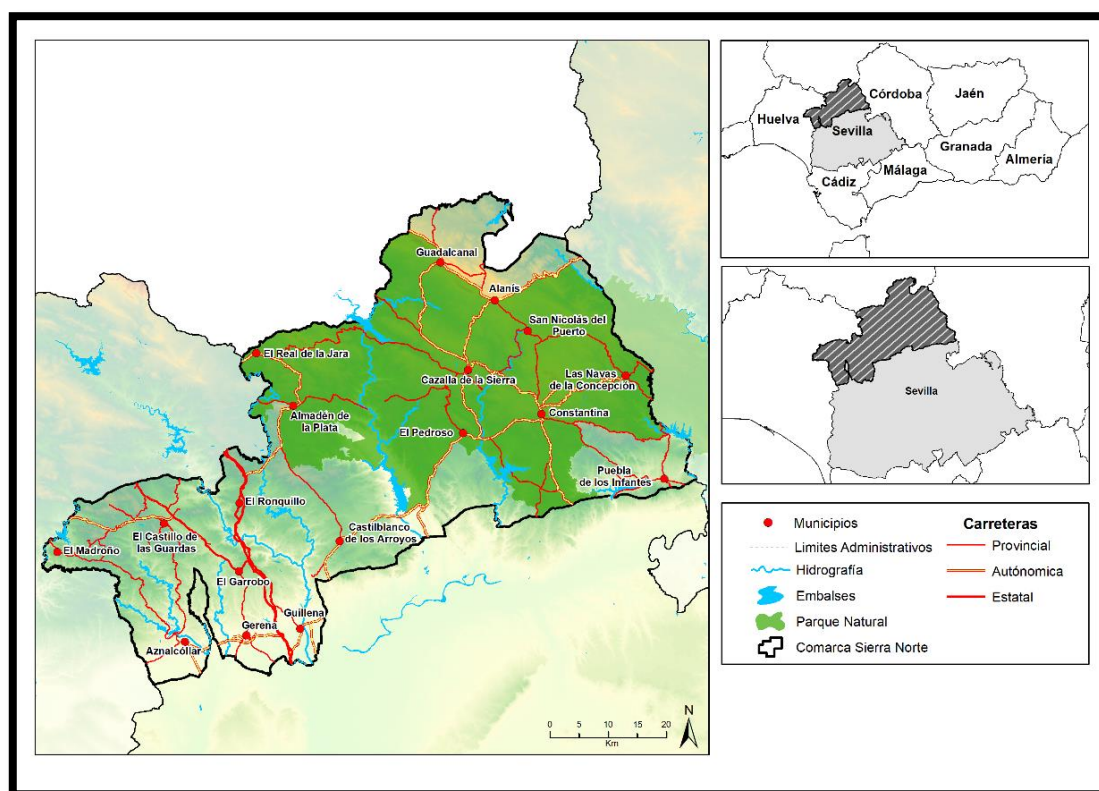 Guadalcanal
Alanís
San Nicolás del
Puerto
El Real de la Jara
Cazalla de la Sierra
Las Navas
de la Concepción
Almadén de
la Plata
Constantina
El Pedroso
Puebla
de los Infantes
El Ronquillo
Castilblanco
de los Arroyos
El Castillo de
las Guardas
El Madroño
El Garrobo
Guillena
Gerena
Aznalcóllar
N
0 5 10 15 20
Km
Huelva
Córdoba
Jaén
Sevilla
Granada
Almería
Málaga
Cádiz
Sevilla
Municipios
Limites Administrativos
Hidrografía
Embalses
Parque Natural
Comarca Sierra Norte
Carreteras
Provincial
Autónomica
Estatal